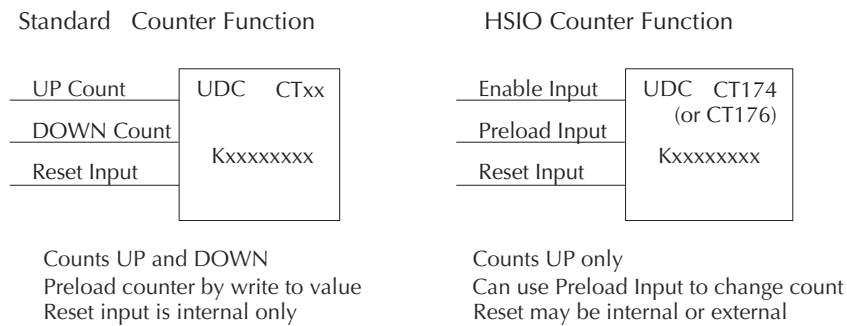 Standard Counter Function
UP Count
DOWN Count
Reset Input
UDC CTxx
Kxxxxxxxx
Counts UP and DOWN
Preload counter by write to value
Reset input is internal only
HSIO Counter Function
Enable Input
Preload Input
Reset Input
UDC CT174
(or CT176)
Kxxxxxxxx
Counts UP only
Can use Preload Input to change count
Reset may be internal or external